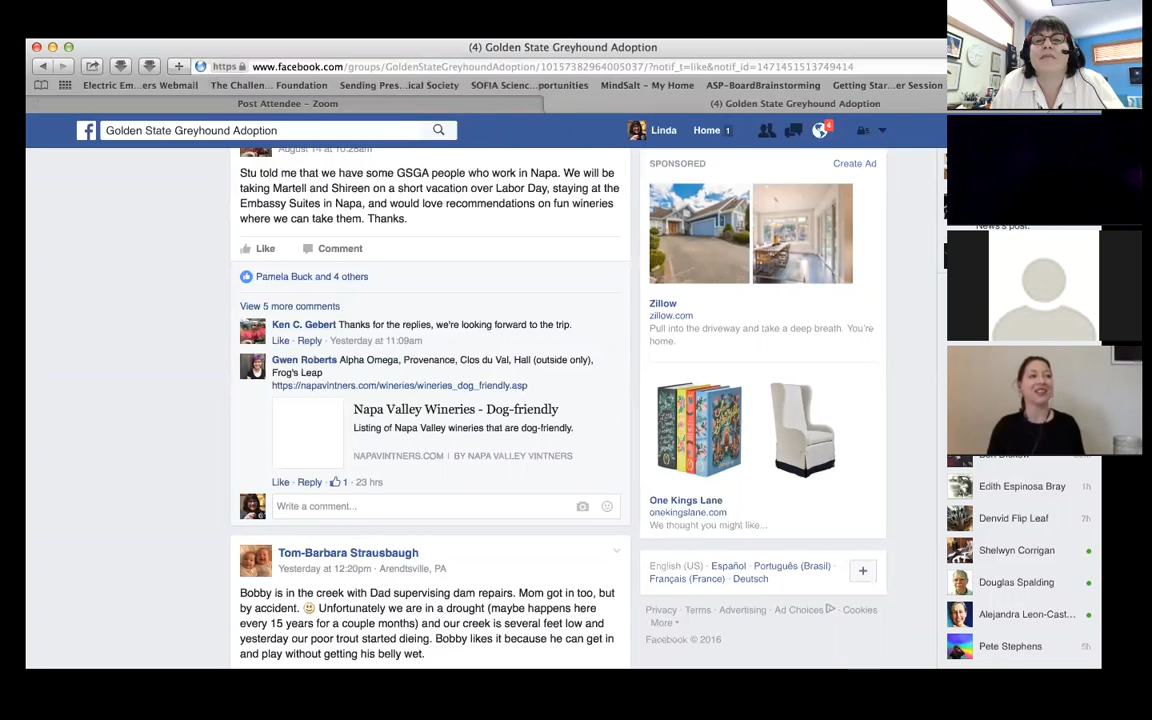 (4) Golden State Greyhound Adoption
https www.facebook.com/groups/GoldenStateGreyhoundAdoption/10157382964005037/?notif_t=like&notif_id=1471451513749414
Electric Em...ers Webmail The Challen... Foundation Sending Pres...ical Society SOFIA Scienc...portunities MindSalt - My Home ASP-BoardBrainstorming Getting Star...er Session
Post Attendee - Zoom (4) Golden State Greyhound Adoption
Golden State Greyhound Adoption Linda Home 1 4
August 14 at 10:28am
Stu told me that we have some GSGA people who work in Napa. We will be
taking Martell and Shireen on a short vacation over Labor Day, staying at the
Embassy Suites in Napa, and would love recommendations on fun wineries
where we can take them. Thanks.
Like Comment
Pamela Buck and 4 others
View 5 more comments
Ken C. Gebert Thanks for the replies, we're looking forward to the trip.
Like · Reply · Yesterday at 11:09am
Gwen Roberts Alpha Omega, Provenance, Clos du Val, Hall (outside only),
Frog's Leap
https://napavintners.com/wineries/wineries_dog_friendly.asp
Napa Valley Wineries - Dog-friendly
Listing of Napa Valley wineries that are dog-friendly.
NAPAVINTNERS.COM | BY NAPA VALLEY VINTNERS
Like · Reply · 1 · 23 hrs
Write a comment...
Tom-Barbara Strausbaugh
Yesterday at 12:20pm · Arendtsville, PA
Bobby is in the creek with Dad supervising dam repairs. Mom got in too, but
by accident. Unfortunately we are in a drought (maybe happens here
every 15 years for a couple months) and our creek is several feet low and
yesterday our poor trout started dieing. Bobby likes it because he can get in
and play without getting his belly wet.
SPONSORED Create Ad
Zillow
zillow.com
Pull into the driveway and take a deep breath. You're
home.
One Kings Lane
onekingslane.com
We thought you might like...
English (US) · Español · Português (Brasil) ·
Français (France) · Deutsch
Privacy · Terms · Advertising · Ad Choices · Cookies
More
Facebook © 2016
News's post.
Edith Espinosa Bray 1h
Denvid Flip Leaf 7h
Shelwyn Corrigan
Douglas Spalding
Alejandra Leon-Cast...
Pete Stephens 5h